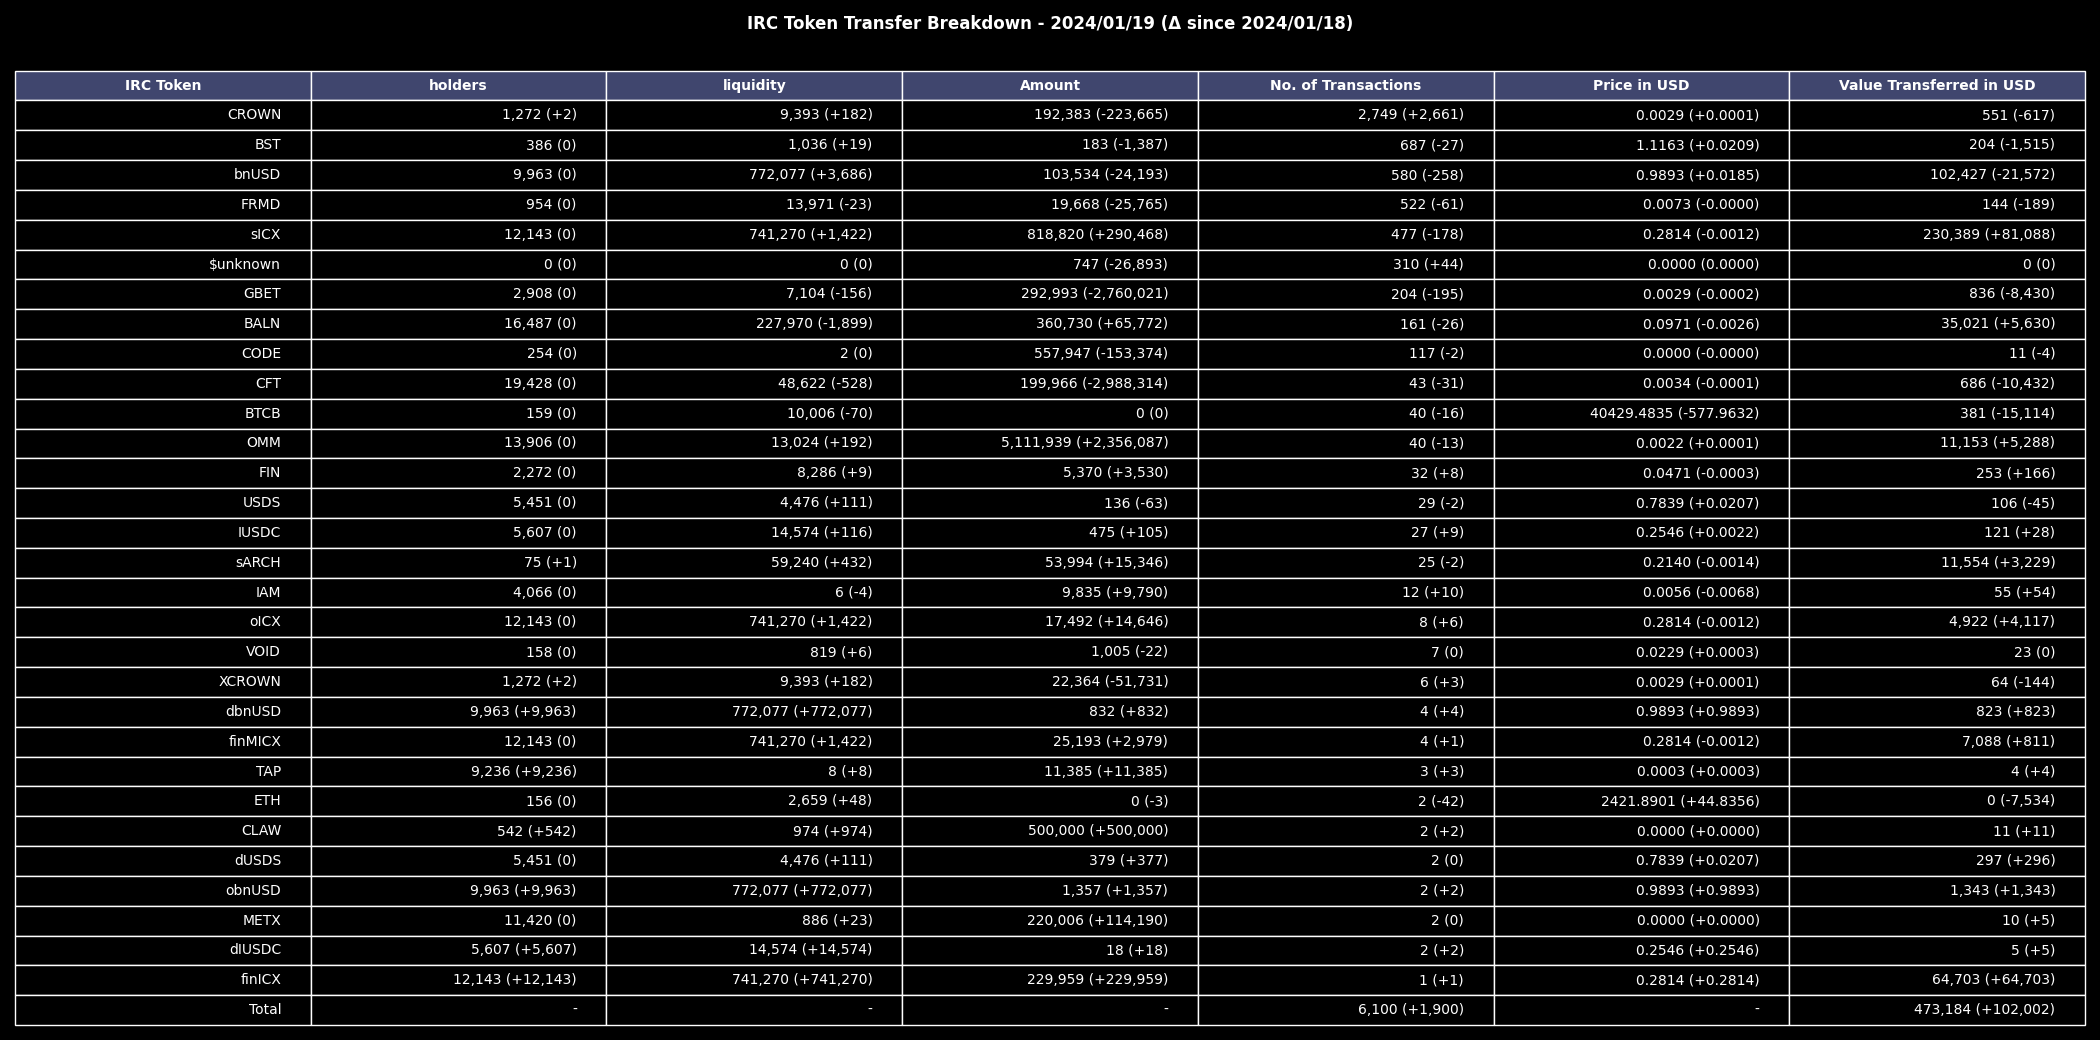 IRC Token Transfer Breakdown - 2024/01/19 (Δ since 2024/01/18)
IRC Token holders liquidity Amount No. of Transactions Price in USD Value Transferred in USD
CROWN 1,272 (+2) 9,393 (+182) 192,383 (-223,665) 2,749 (+2,661) 0.0029 (+0.0001) 551 (-617)
BST 386 (0) 1,036 (+19) 183 (-1,387) 687 (-27) 1.1163 (+0.0209) 204 (-1,515)
bnUSD 9,963 (0) 772,077 (+3,686) 103,534 (-24,193) 580 (-258) 0.9893 (+0.0185) 102,427 (-21,572)
FRMD 954 (0) 13,971 (-23) 19,668 (-25,765) 522 (-61) 0.0073 (-0.0000) 144 (-189)
sICX 12,143 (0) 741,270 (+1,422) 818,820 (+290,468) 477 (-178) 0.2814 (-0.0012) 230,389 (+81,088)
$unknown 0 (0) 0 (0) 747 (-26,893) 310 (+44) 0.0000 (0.0000) 0 (0)
GBET 2,908 (0) 7,104 (-156) 292,993 (-2,760,021) 204 (-195) 0.0029 (-0.0002) 836 (-8,430)
BALN 16,487 (0) 227,970 (-1,899) 360,730 (+65,772) 161 (-26) 0.0971 (-0.0026) 35,021 (+5,630)
CODE 254 (0) 2 (0) 557,947 (-153,374) 117 (-2) 0.0000 (-0.0000) 11 (-4)
CFT 19,428 (0) 48,622 (-528) 199,966 (-2,988,314) 43 (-31) 0.0034 (-0.0001) 686 (-10,432)
BTCB 159 (0) 10,006 (-70) 0 (0) 40 (-16) 40429.4835 (-577.9632) 381 (-15,114)
OMM 13,906 (0) 13,024 (+192) 5,111,939 (+2,356,087) 40 (-13) 0.0022 (+0.0001) 11,153 (+5,288)
FIN 2,272 (0) 8,286 (+9) 5,370 (+3,530) 32 (+8) 0.0471 (-0.0003) 253 (+166)
USDS 5,451 (0) 4,476 (+111) 136 (-63) 29 (-2) 0.7839 (+0.0207) 106 (-45)
IUSDC 5,607 (0) 14,574 (+116) 475 (+105) 27 (+9) 0.2546 (+0.0022) 121 (+28)
sARCH 75 (+1) 59,240 (+432) 53,994 (+15,346) 25 (-2) 0.2140 (-0.0014) 11,554 (+3,229)
IAM 4,066 (0) 6 (-4) 9,835 (+9,790) 12 (+10) 0.0056 (-0.0068) 55 (+54)
oICX 12,143 (0) 741,270 (+1,422) 17,492 (+14,646) 8 (+6) 0.2814 (-0.0012) 4,922 (+4,117)
VOID 158 (0) 819 (+6) 1,005 (-22) 7 (0) 0.0229 (+0.0003) 23 (0)
XCROWN 1,272 (+2) 9,393 (+182) 22,364 (-51,731) 6 (+3) 0.0029 (+0.0001) 64 (-144)
dbnUSD 9,963 (+9,963) 772,077 (+772,077) 832 (+832) 4 (+4) 0.9893 (+0.9893) 823 (+823)
finMICX 12,143 (0) 741,270 (+1,422) 25,193 (+2,979) 4 (+1) 0.2814 (-0.0012) 7,088 (+811)
TAP 9,236 (+9,236) 8 (+8) 11,385 (+11,385) 3 (+3) 0.0003 (+0.0003) 4 (+4)
ETH 156 (0) 2,659 (+48) 0 (-3) 2 (-42) 2421.8901 (+44.8356) 0 (-7,534)
CLAW 542 (+542) 974 (+974) 500,000 (+500,000) 2 (+2) 0.0000 (+0.0000) 11 (+11)
dUSDS 5,451 (0) 4,476 (+111) 379 (+377) 2 (0) 0.7839 (+0.0207) 297 (+296)
obnUSD 9,963 (+9,963) 772,077 (+772,077) 1,357 (+1,357) 2 (+2) 0.9893 (+0.9893) 1,343 (+1,343)
METX 11,420 (0) 886 (+23) 220,006 (+114,190) 2 (0) 0.0000 (+0.0000) 10 (+5)
dIUSDC 5,607 (+5,607) 14,574 (+14,574) 18 (+18) 2 (+2) 0.2546 (+0.2546) 5 (+5)
finICX 12,143 (+12,143) 741,270 (+741,270) 229,959 (+229,959) 1 (+1) 0.2814 (+0.2814) 64,703 (+64,703)
Total - - - 6,100 (+1,900) - 473,184 (+102,002)